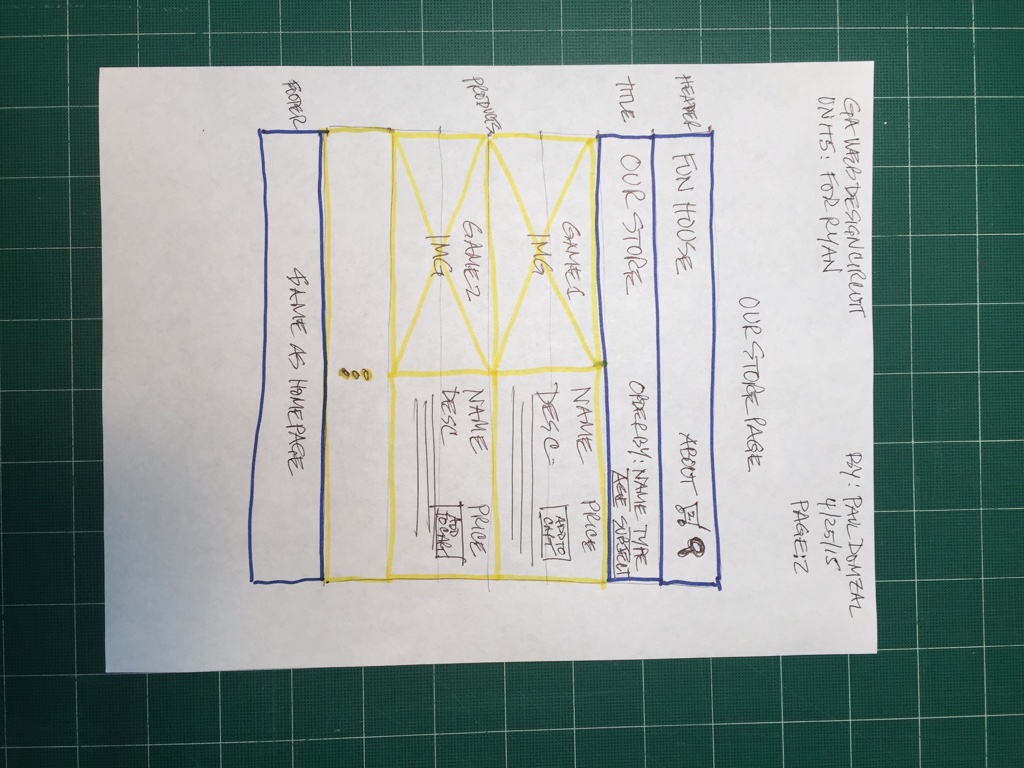 GA WEB DESIGN CIRCUIT
UNIT 5: FOR RYAN
BY: PAUL DOMZAL
4/25/15
PAGE: 2
OUR STORE PAGE
HEADER
FUN HOUSE
ABOUT
TITLE
OUR STORE
ORDER BY: NAME TYPE
AGE SUBJECT
PRODUCTS
GAME 1
IMG
NAME
PRICE
DESC -
ADD TO
CART
GAME 2
IMG
NAME
PRICE
DESC
ADD
TO CART
FOOTER
SAME AS HOMEPAGE